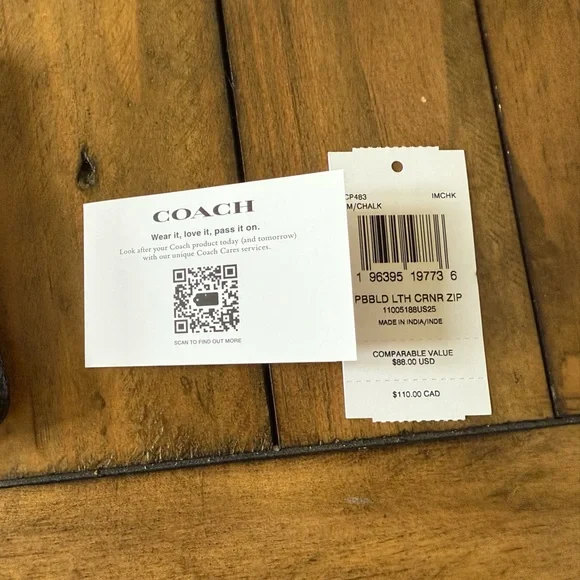 COACH
Wear it, love it, pass it on.
Look after your Coach product today (and tomorrow)
with our unique Coach Cares services.
SCAN TO FIND OUT MORE
CP483 IMCHK
M/CHALK
1 96395 19773 6
PBBLD LTH CRNR ZIP
11005188US25
MADE IN INDIA/INDE
COMPARABLE VALUE
$88.00 USD
$110.00 CAD